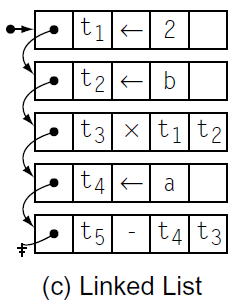 t₁ ← 2
t₂ ← b
t₃ × t₁ t₂
t₄ ← a
t₅ - t₄ t₃
(c) Linked List